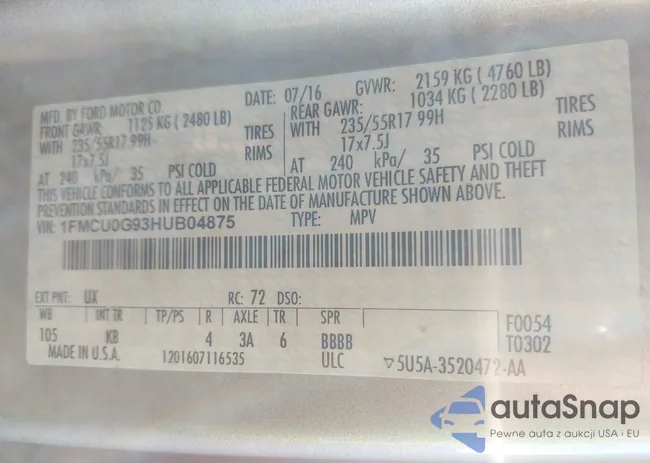 MFD. BY FORD MOTOR CO.
DATE: 07/16 GVWR: 2159 KG ( 4760 LB)
FRONT GAWR: 1125 KG ( 2480 LB) REAR GAWR: 1034 KG ( 2280 LB)
WITH 235/55R17 99H TIRES WITH 235/55R17 99H TIRES
17x7.5J RIMS 17x7.5J RIMS
AT 240 kPa/ 35 PSI COLD AT 240 kPa/ 35 PSI COLD
THIS VEHICLE CONFORMS TO ALL APPLICABLE FEDERAL MOTOR VEHICLE SAFETY AND THEFT
PREVENTION STANDARDS IN EFFECT ON THE DATE OF MANUFACTURE SHOWN ABOVE.
VIN: 1FMCU0G93HUB04875 TYPE: MPV
EXT PNT: UX RC: 72 DSO:
WB INT TR TP/PS R AXLE TR SPR F0054
105 KB 4 3A 6 BBBB T0302
MADE IN U.S.A. 1201607116535 ULC ▽5U5A-3520472-AA
autoSnap
Pewne auta z aukcji USA i EU